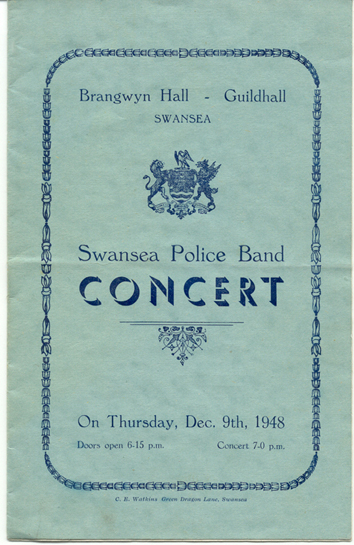 Brangwyn Hall - Guildhall
SWANSEA
Swansea Police Band
CONCERT
On Thursday, Dec. 9th, 1948
Doors open 6-15 p.m. Concert 7-0 p.m.
C. E. Watkins Green Dragon Lane, Swansea